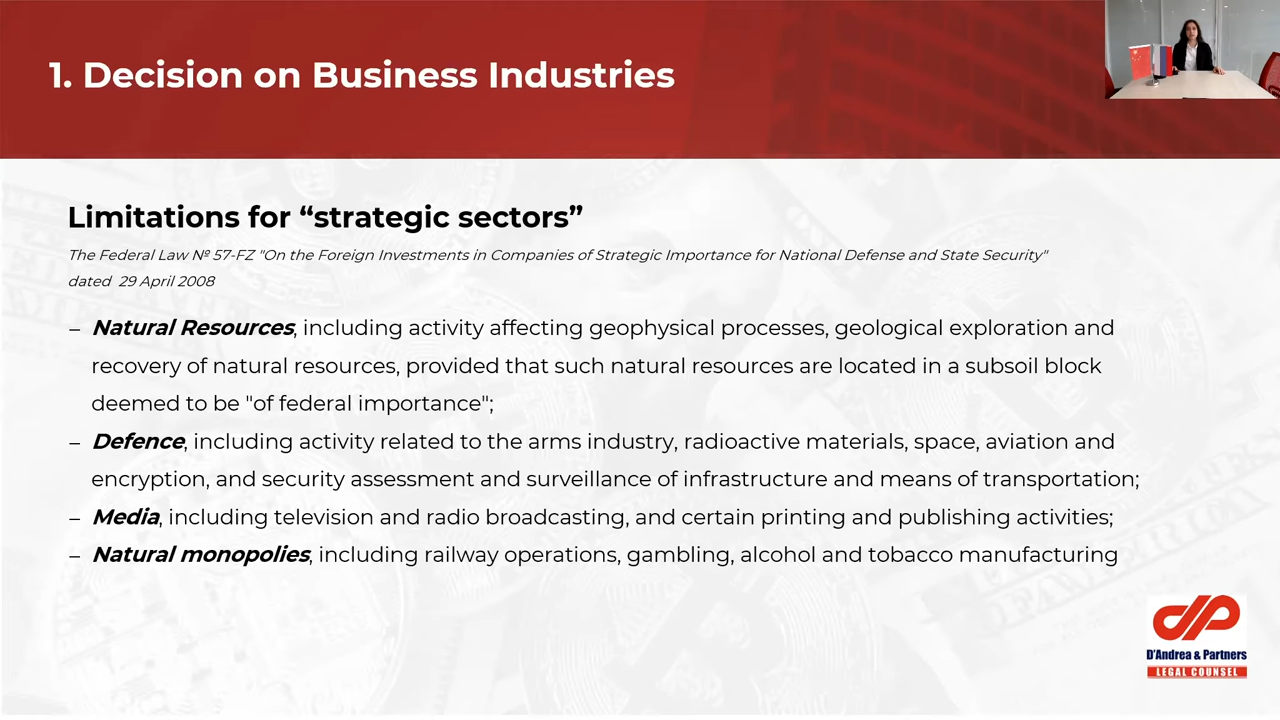 1. Decision on Business Industries
Limitations for “strategic sectors”
The Federal Law № 57-FZ "On the Foreign Investments in Companies of Strategic Importance for National Defense and State Security"
dated 29 April 2008
– Natural Resources, including activity affecting geophysical processes, geological exploration and
recovery of natural resources, provided that such natural resources are located in a subsoil block
deemed to be "of federal importance";
– Defence, including activity related to the arms industry, radioactive materials, space, aviation and
encryption, and security assessment and surveillance of infrastructure and means of transportation;
– Media, including television and radio broadcasting, and certain printing and publishing activities;
– Natural monopolies, including railway operations, gambling, alcohol and tobacco manufacturing
D'Andrea & Partners
LEGAL COUNSEL